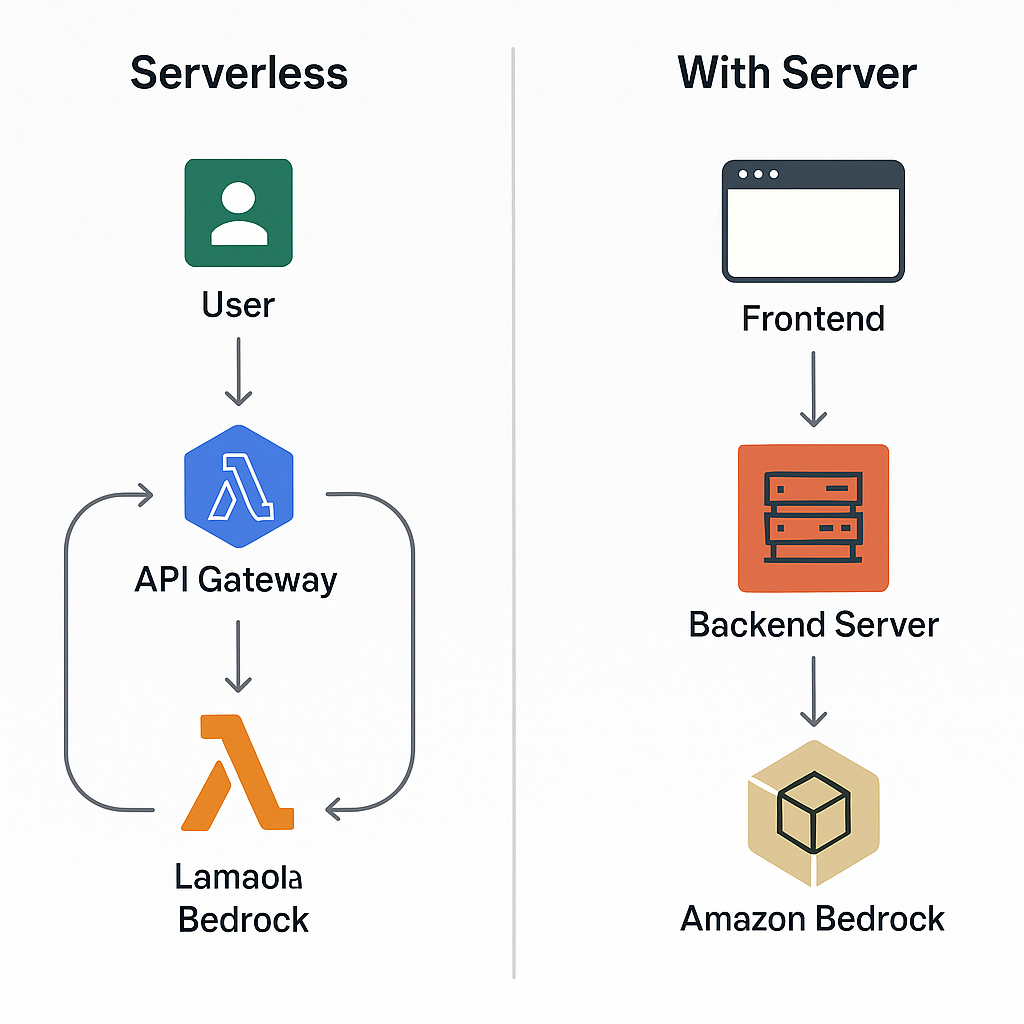 Serverless
User
API Gateway
Lamaola
Bedrock
With Server
Frontend
Backend Server
Amazon Bedrock